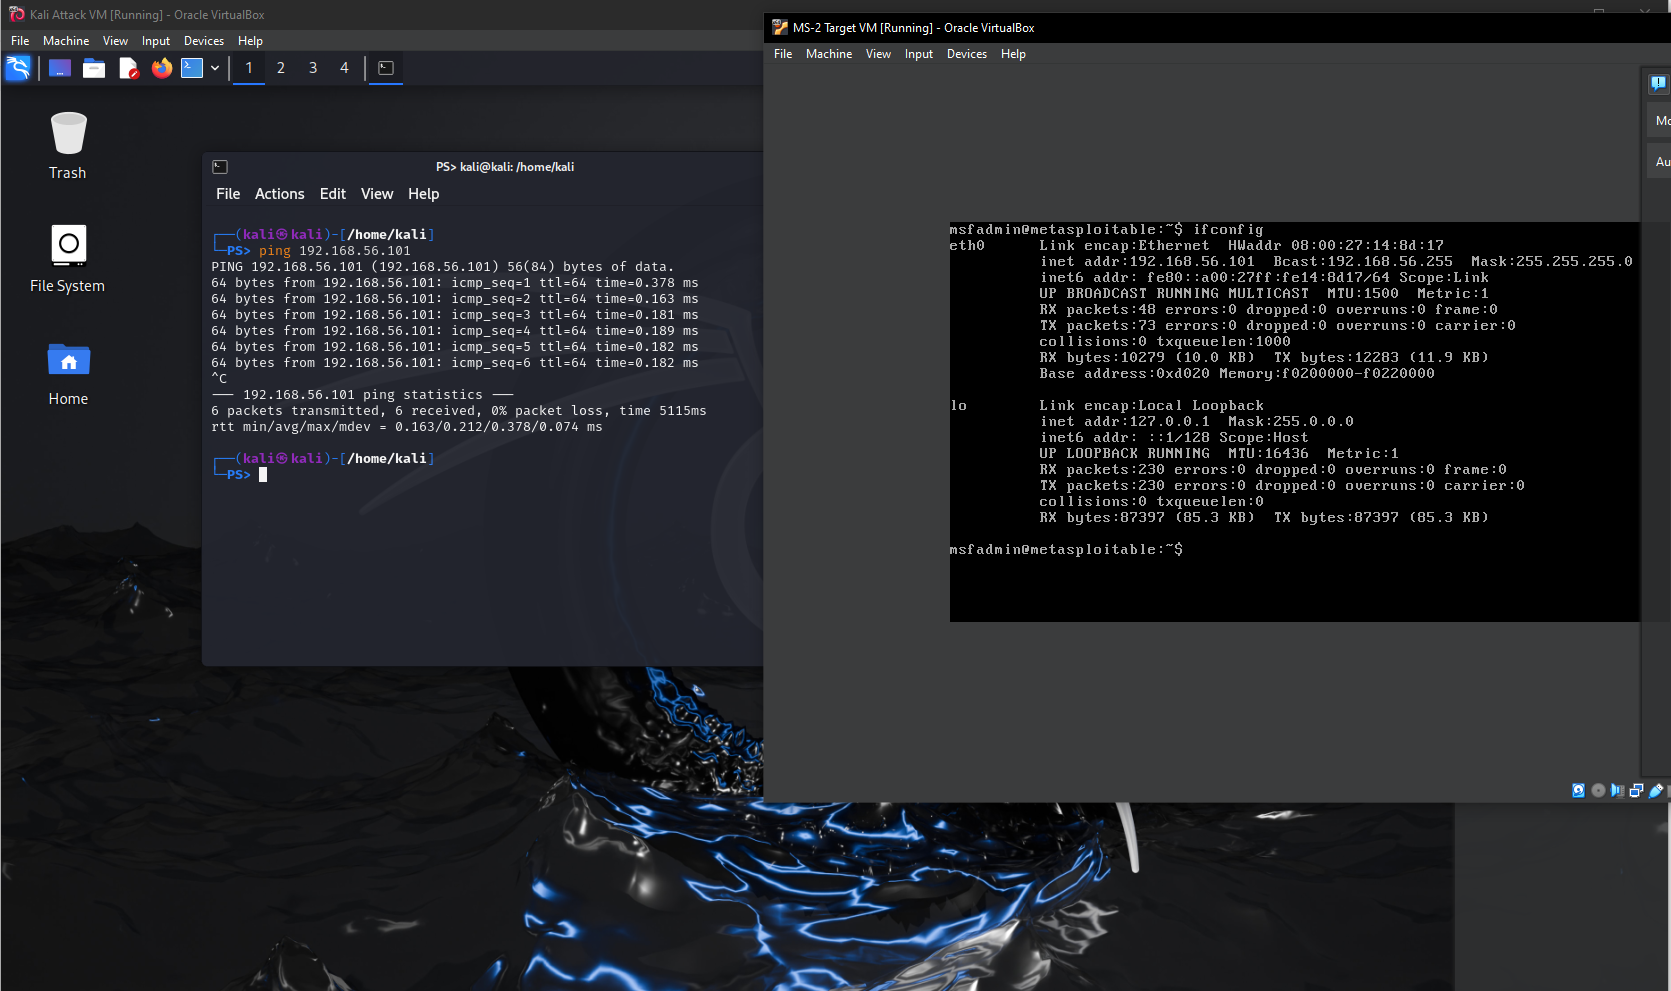 Kali Attack VM [Running] - Oracle VirtualBox
File Machine View Input Devices Help
1 2 3 4
Trash
File System
Home
PS> kali@kali: /home/kali
File Actions Edit View Help
┌──(kali㉿kali)-[/home/kali]
└─PS> ping 192.168.56.101
PING 192.168.56.101 (192.168.56.101) 56(84) bytes of data.
64 bytes from 192.168.56.101: icmp_seq=1 ttl=64 time=0.378 ms
64 bytes from 192.168.56.101: icmp_seq=2 ttl=64 time=0.163 ms
64 bytes from 192.168.56.101: icmp_seq=3 ttl=64 time=0.181 ms
64 bytes from 192.168.56.101: icmp_seq=4 ttl=64 time=0.189 ms
64 bytes from 192.168.56.101: icmp_seq=5 ttl=64 time=0.182 ms
64 bytes from 192.168.56.101: icmp_seq=6 ttl=64 time=0.182 ms
^C
--- 192.168.56.101 ping statistics ---
6 packets transmitted, 6 received, 0% packet loss, time 5115ms
rtt min/avg/max/mdev = 0.163/0.212/0.378/0.074 ms
┌──(kali㉿kali)-[/home/kali]
└─PS>
MS-2 Target VM [Running] - Oracle VirtualBox
File Machine View Input Devices Help
Mo
Au
msfadmin@metasploitable:~$ ifconfig
eth0 Link encap:Ethernet HWaddr 08:00:27:14:8d:17
inet addr:192.168.56.101 Bcast:192.168.56.255 Mask:255.255.255.0
inet6 addr: fe80::a00:27ff:fe14:8d17/64 Scope:Link
UP BROADCAST RUNNING MULTICAST MTU:1500 Metric:1
RX packets:48 errors:0 dropped:0 overruns:0 frame:0
TX packets:73 errors:0 dropped:0 overruns:0 carrier:0
collisions:0 txqueuelen:1000
RX bytes:10279 (10.0 KB) TX bytes:12283 (11.9 KB)
Base address:0xd020 Memory:f0200000-f0220000
lo Link encap:Local Loopback
inet addr:127.0.0.1 Mask:255.0.0.0
inet6 addr: ::1/128 Scope:Host
UP LOOPBACK RUNNING MTU:16436 Metric:1
RX packets:230 errors:0 dropped:0 overruns:0 frame:0
TX packets:230 errors:0 dropped:0 overruns:0 carrier:0
collisions:0 txqueuelen:0
RX bytes:87397 (85.3 KB) TX bytes:87397 (85.3 KB)
msfadmin@metasploitable:~$